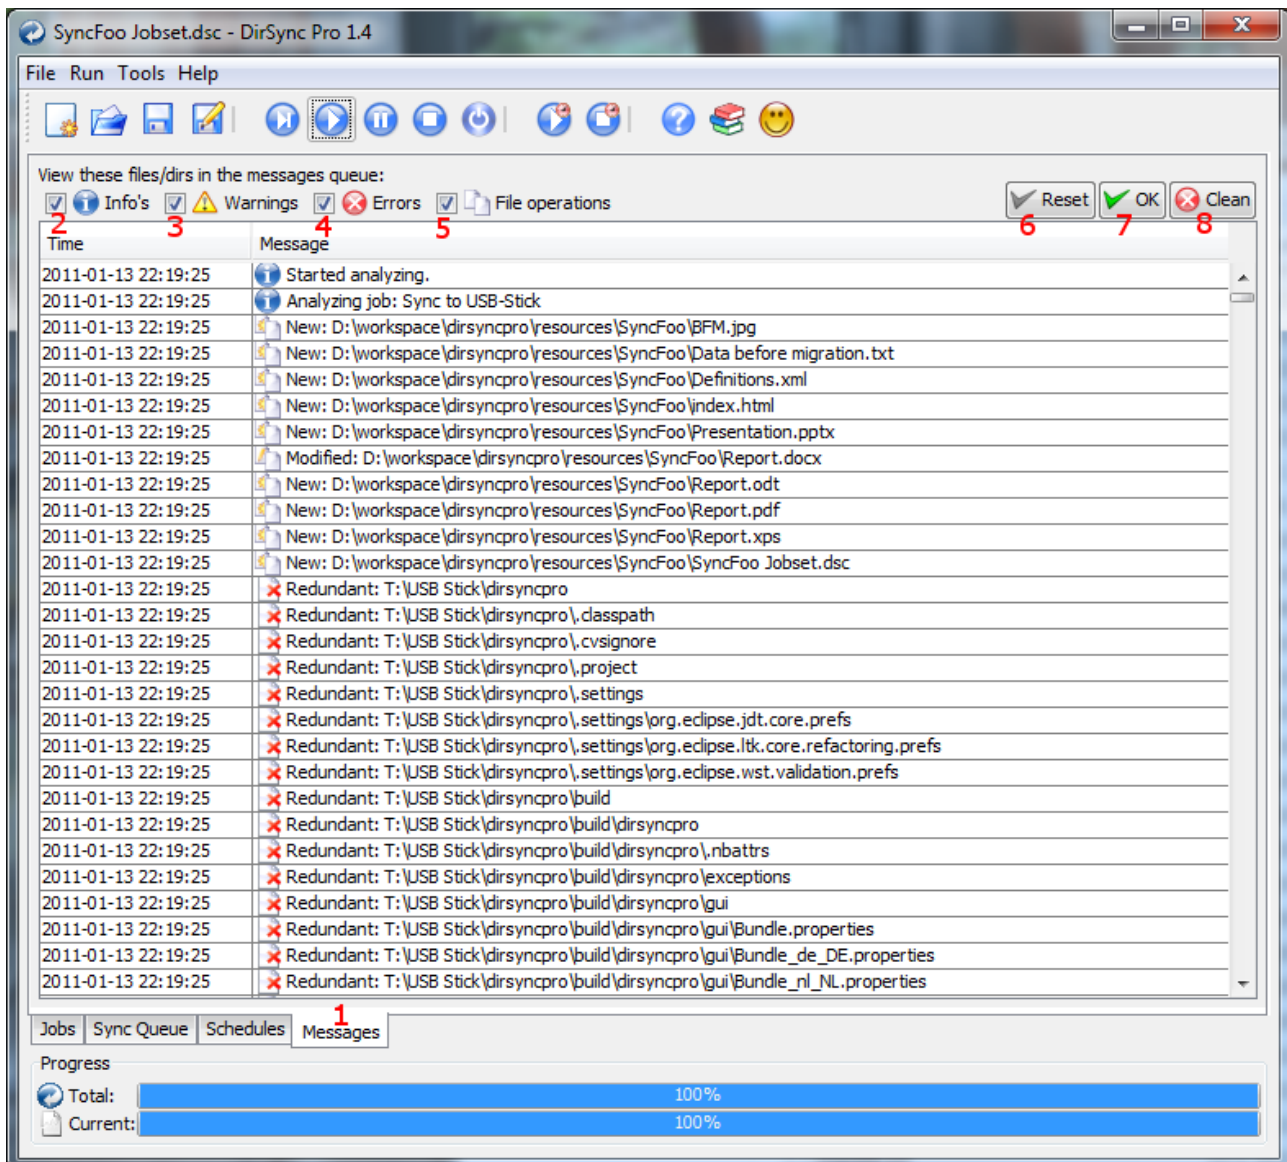 SyncFoo Jobset.dsc - DirSync Pro 1.4
File Run Tools Help
View these files/dirs in the messages queue:
Info's Warnings Errors File operations Reset OK Clean
2 3 4 5 6 7 8
Time Message
2011-01-13 22:19:25 Started analyzing.
2011-01-13 22:19:25 Analyzing job: Sync to USB-Stick
2011-01-13 22:19:25 New: D:\workspace\dirsyncpro\resources\SyncFoo\BFM.jpg
2011-01-13 22:19:25 New: D:\workspace\dirsyncpro\resources\SyncFoo\Data before migration.txt
2011-01-13 22:19:25 New: D:\workspace\dirsyncpro\resources\SyncFoo\Definitions.xml
2011-01-13 22:19:25 New: D:\workspace\dirsyncpro\resources\SyncFoo\index.html
2011-01-13 22:19:25 New: D:\workspace\dirsyncpro\resources\SyncFoo\Presentation.pptx
2011-01-13 22:19:25 Modified: D:\workspace\dirsyncpro\resources\SyncFoo\Report.docx
2011-01-13 22:19:25 New: D:\workspace\dirsyncpro\resources\SyncFoo\Report.odt
2011-01-13 22:19:25 New: D:\workspace\dirsyncpro\resources\SyncFoo\Report.pdf
2011-01-13 22:19:25 New: D:\workspace\dirsyncpro\resources\SyncFoo\Report.xps
2011-01-13 22:19:25 New: D:\workspace\dirsyncpro\resources\SyncFoo\SyncFoo Jobset.dsc
2011-01-13 22:19:25 Redundant: T:\USB Stick\dirsyncpro
2011-01-13 22:19:25 Redundant: T:\USB Stick\dirsyncpro\.classpath
2011-01-13 22:19:25 Redundant: T:\USB Stick\dirsyncpro\.cvsignore
2011-01-13 22:19:25 Redundant: T:\USB Stick\dirsyncpro\.project
2011-01-13 22:19:25 Redundant: T:\USB Stick\dirsyncpro\.settings
2011-01-13 22:19:25 Redundant: T:\USB Stick\dirsyncpro\.settings\org.eclipse.jdt.core.prefs
2011-01-13 22:19:25 Redundant: T:\USB Stick\dirsyncpro\.settings\org.eclipse.ltk.core.refactoring.prefs
2011-01-13 22:19:25 Redundant: T:\USB Stick\dirsyncpro\.settings\org.eclipse.wst.validation.prefs
2011-01-13 22:19:25 Redundant: T:\USB Stick\dirsyncpro\build
2011-01-13 22:19:25 Redundant: T:\USB Stick\dirsyncpro\build\dirsyncpro
2011-01-13 22:19:25 Redundant: T:\USB Stick\dirsyncpro\build\dirsyncpro\.nbattrs
2011-01-13 22:19:25 Redundant: T:\USB Stick\dirsyncpro\build\dirsyncpro\exceptions
2011-01-13 22:19:25 Redundant: T:\USB Stick\dirsyncpro\build\dirsyncpro\gui
2011-01-13 22:19:25 Redundant: T:\USB Stick\dirsyncpro\build\dirsyncpro\gui\Bundle.properties
2011-01-13 22:19:25 Redundant: T:\USB Stick\dirsyncpro\build\dirsyncpro\gui\Bundle_de_DE.properties
2011-01-13 22:19:25 Redundant: T:\USB Stick\dirsyncpro\build\dirsyncpro\gui\Bundle_nl_NL.properties
1
Jobs Sync Queue Schedules Messages
Progress
Total: 100%
Current: 100%